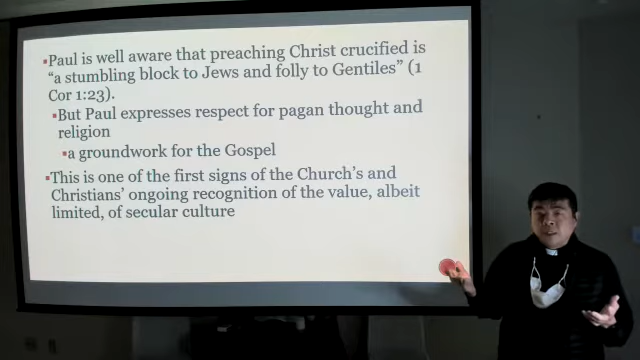 ▪Paul is well aware that preaching Christ crucified is
“a stumbling block to Jews and folly to Gentiles” (1
Cor 1:23).
▪But Paul expresses respect for pagan thought and
religion
▪a groundwork for the Gospel
▪This is one of the first signs of the Church’s and
Christians’ ongoing recognition of the value, albeit
limited, of secular culture